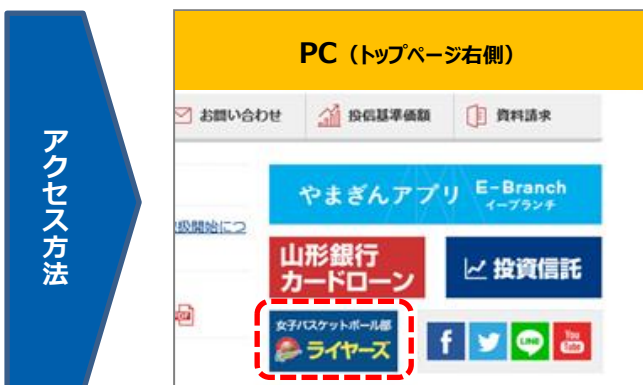 アクセス方法
PC（トップページ右側）
お問い合わせ
投信基準価額
資料請求
やまぎんアプリ E-Branch
イーブランチ
扱開始につ
山形銀行
カードローン
投資信託
女子バスケットボール部
ライヤーズ
f
LINE
You
Tube